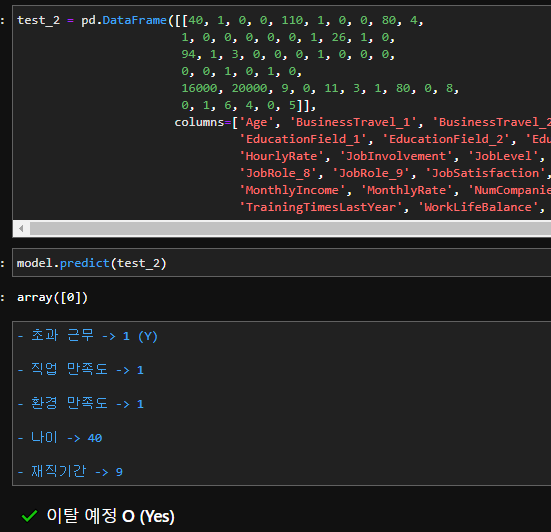 : test_2 = pd.DataFrame([[40, 1, 0, 0, 110, 1, 0, 0, 80, 4,
1, 0, 0, 0, 0, 0, 1, 26, 1, 0,
94, 1, 3, 0, 0, 0, 1, 0, 0, 0,
0, 0, 1, 0, 1, 0,
16000, 20000, 9, 0, 11, 3, 1, 80, 0, 8,
0, 1, 6, 4, 0, 5]],
columns=['Age', 'BusinessTravel_1', 'BusinessTravel_2
'EducationField_1', 'EducationField_2', 'Edu
'HourlyRate', 'JobInvolvement', 'JobLevel',
'JobRole_8', 'JobRole_9', 'JobSatisfaction',
'MonthlyIncome', 'MonthlyRate', 'NumCompanie
'TrainingTimesLastYear', 'WorkLifeBalance',
: model.predict(test_2)
: array([0])
- 초과 근무 -> 1 (Y)
- 직업 만족도 -> 1
- 환경 만족도 -> 1
- 나이 -> 40
- 재직기간 -> 9
✓ 이탈 예정 O (Yes)